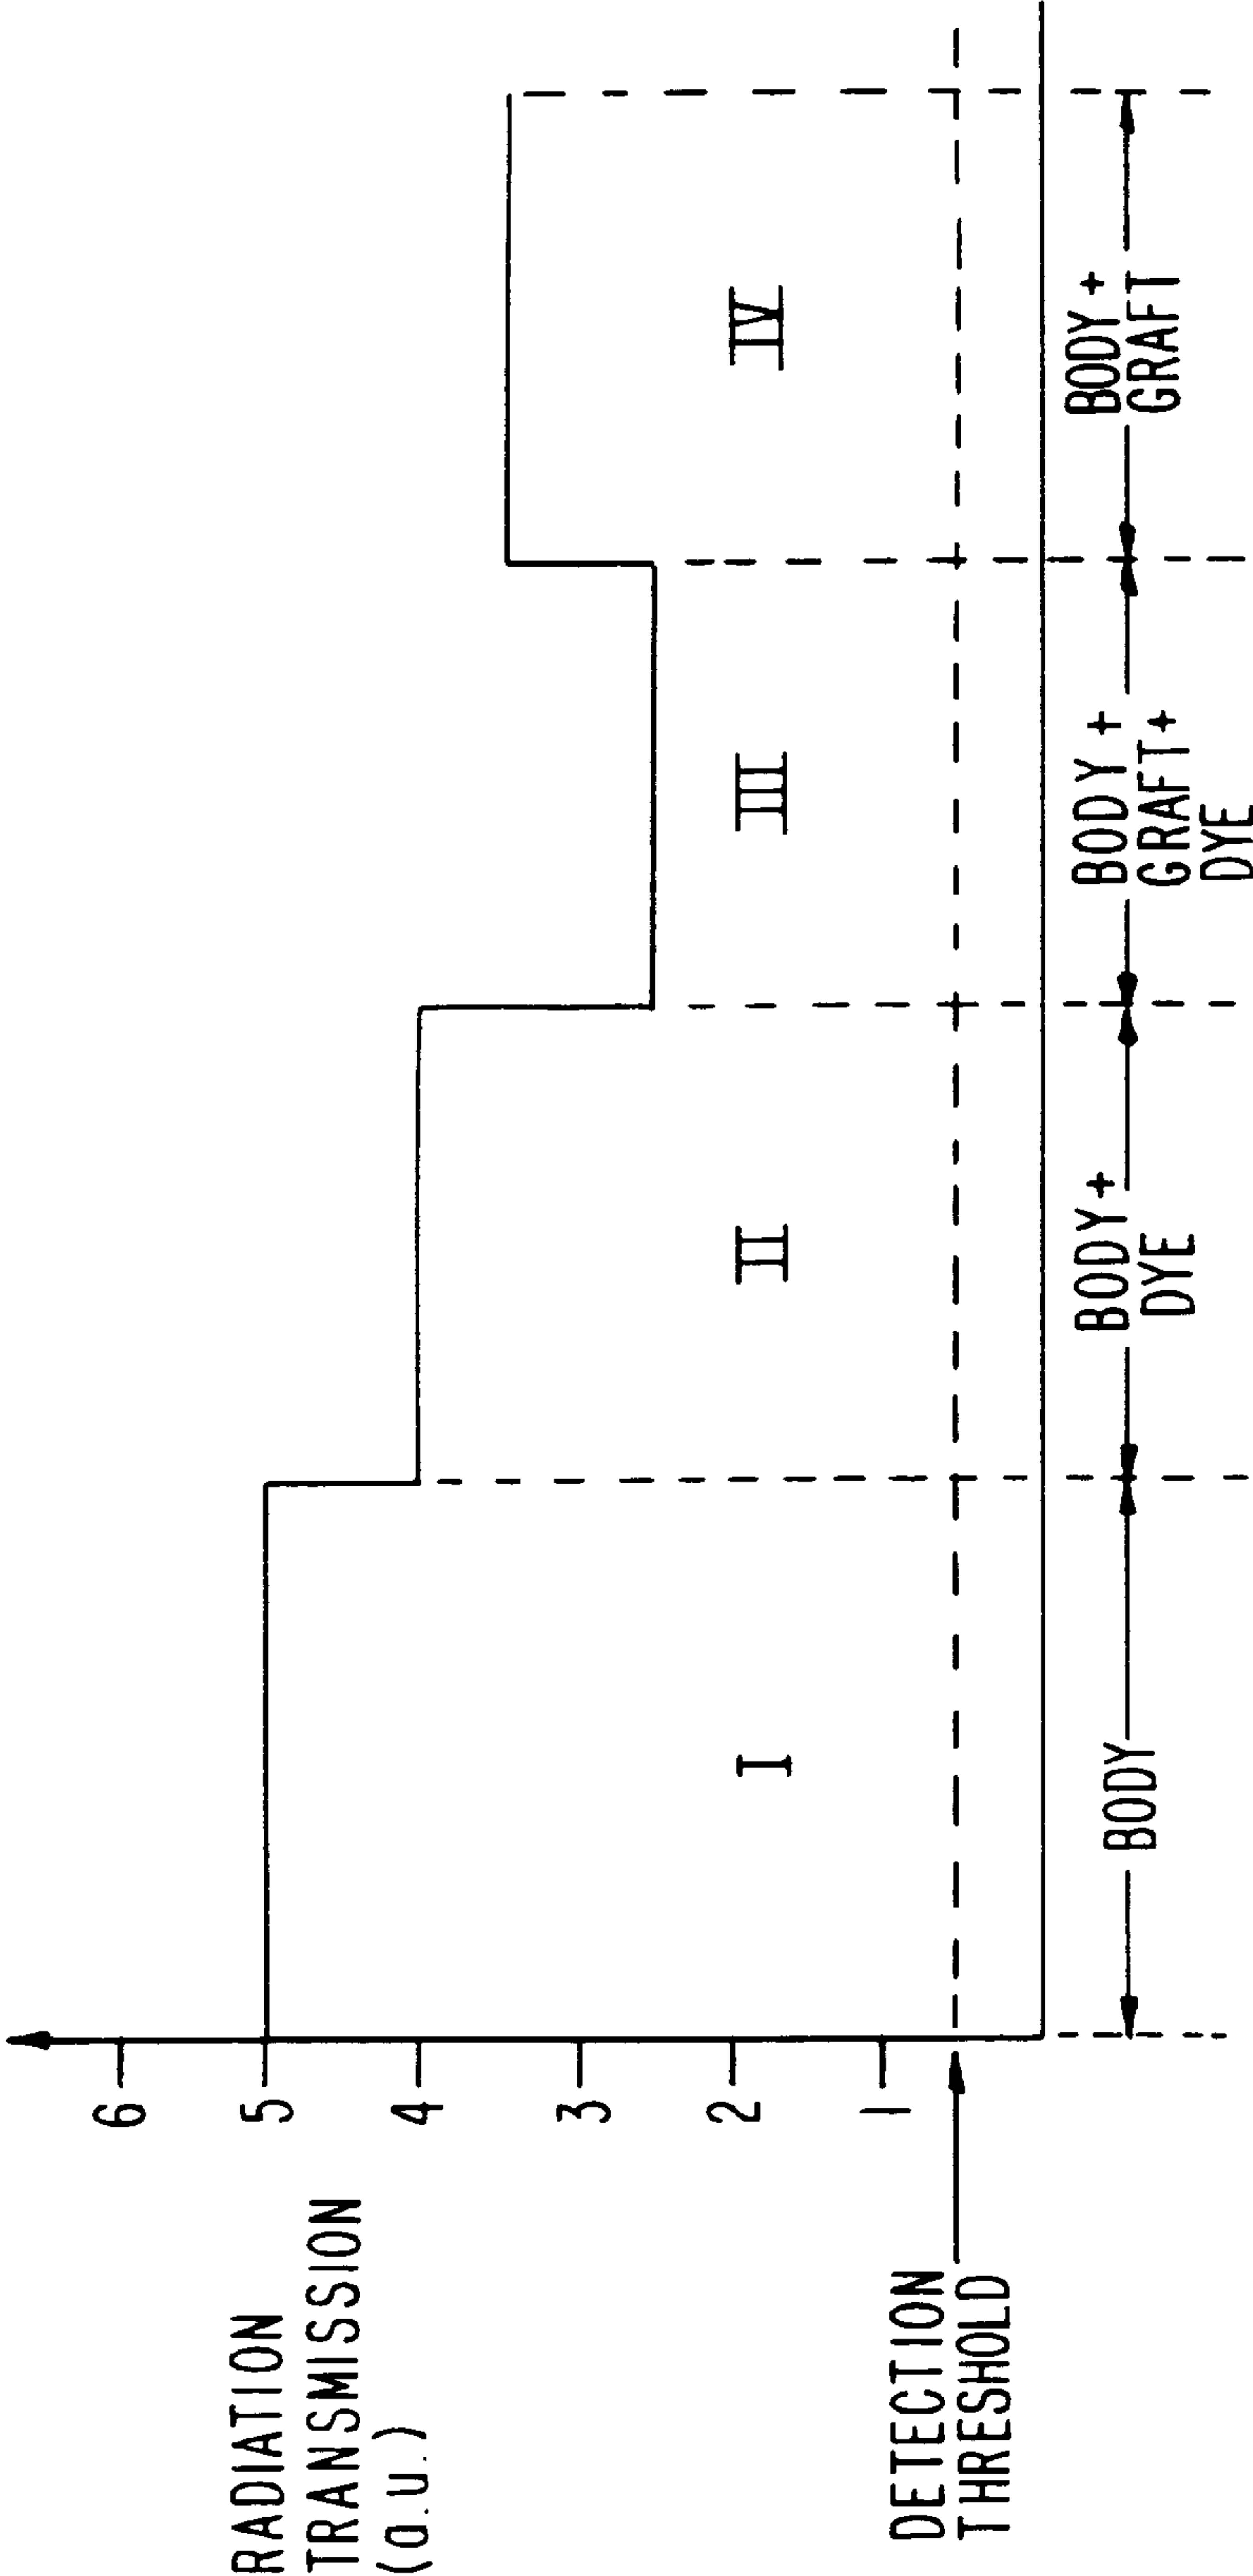 RADIATION
TRANSMISSION
(a.u.)
6
5
4
3
2
1
DETECTION
THRESHOLD
I
II
III
IV
BODY
BODY+
DYE
BODY +
GRAFT+
DYE
BODY +
GRAFT